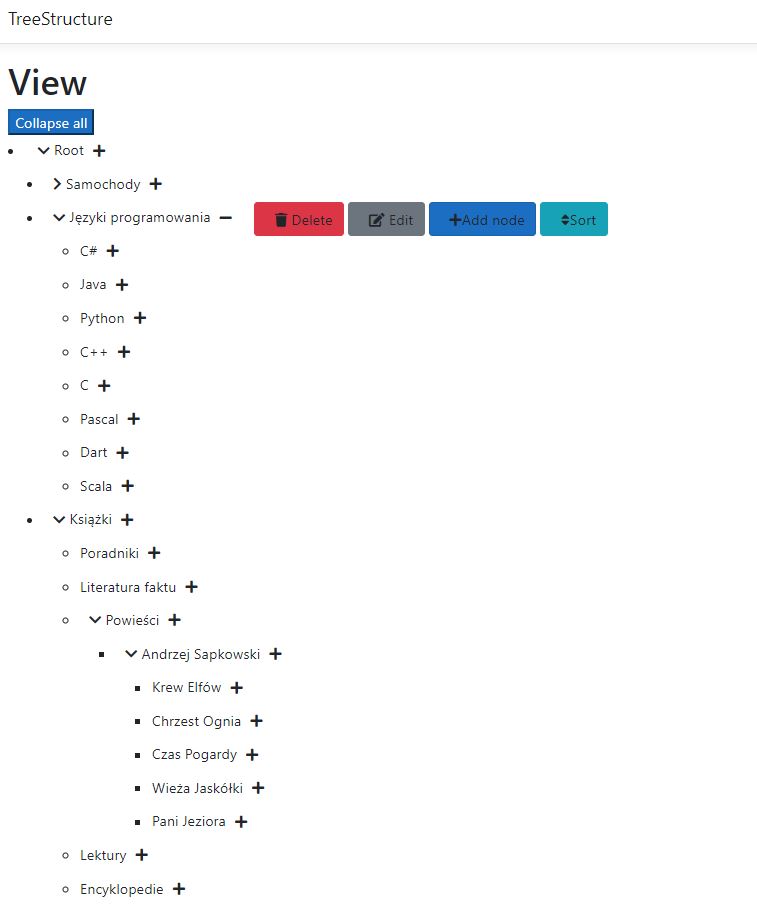 TreeStructure
View
Collapse all
Root
Samochody
Języki programowania Delete Edit Add node Sort
C#
Java
Python
C++
C
Pascal
Dart
Scala
Książki
Poradniki
Literatura faktu
Powieści
Andrzej Sapkowski
Krew Elfów
Chrzest Ognia
Czas Pogardy
Wieża Jaskółki
Pani Jeziora
Lektury
Encyklopedie